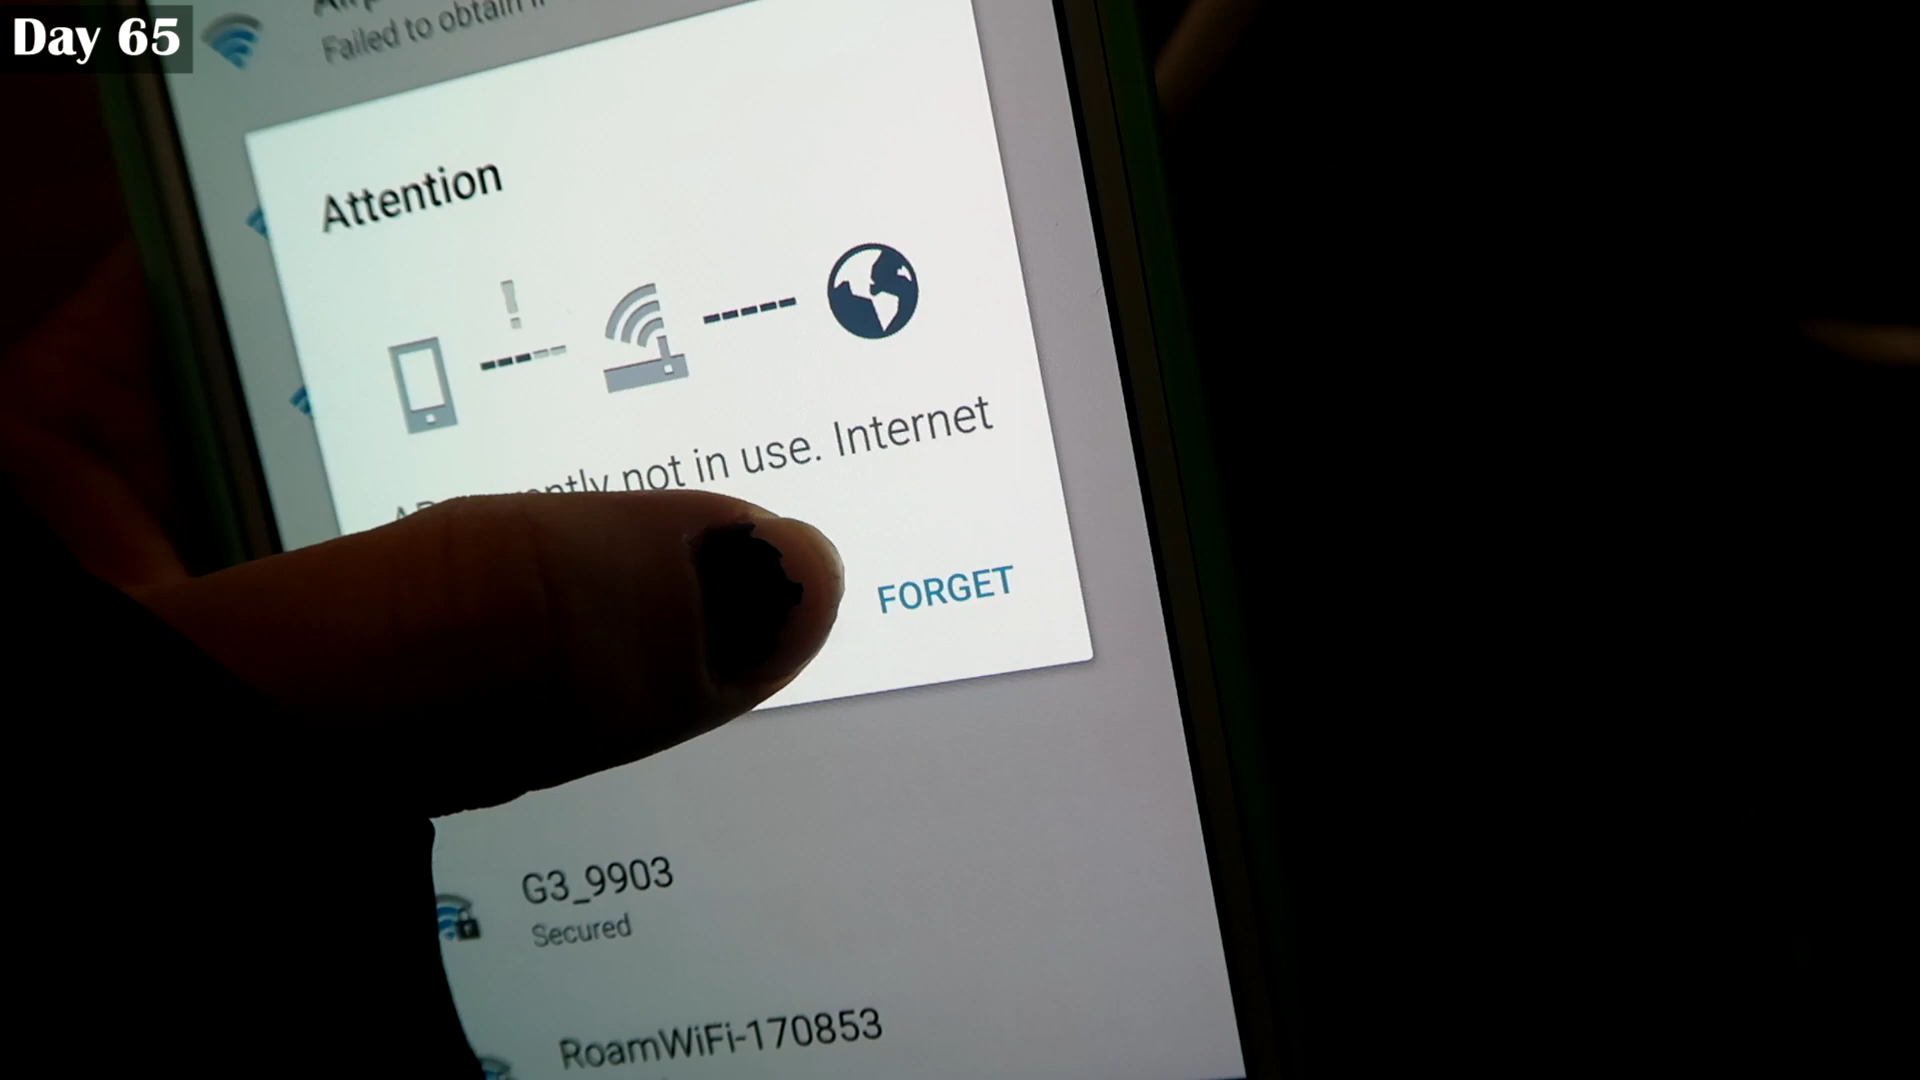 Day 65
Failed to obtain
Attention
not in use. Internet
FORGET
G3_9903
Secured
RoamWiFi-170853